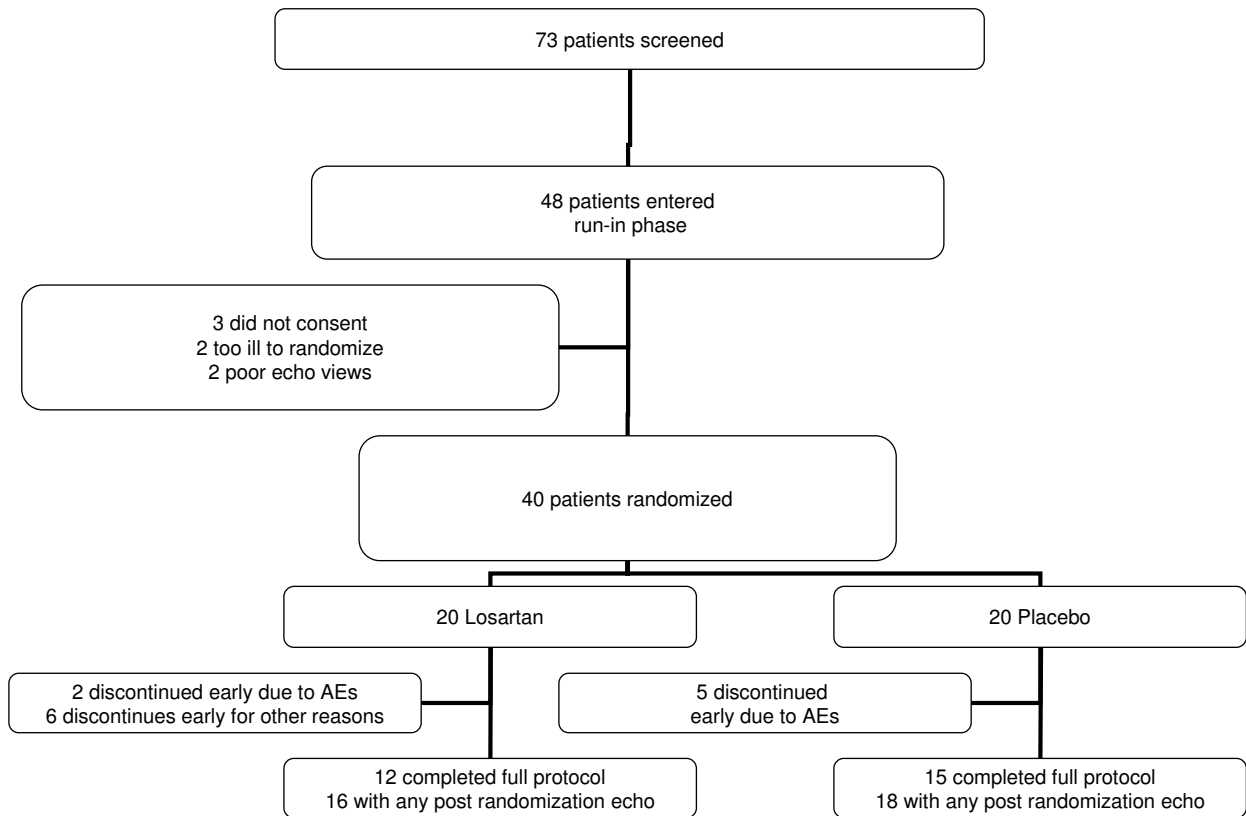 73 patients screened
48 patients entered
run-in phase
3 did not consent
2 too ill to randomize
2 poor echo views
40 patients randomized
20 Losartan
20 Placebo
2 discontinued early due to AEs
6 discontinues early for other reasons
5 discontinued
early due to AEs
12 completed full protocol
16 with any post randomization echo
15 completed full protocol
18 with any post randomization echo